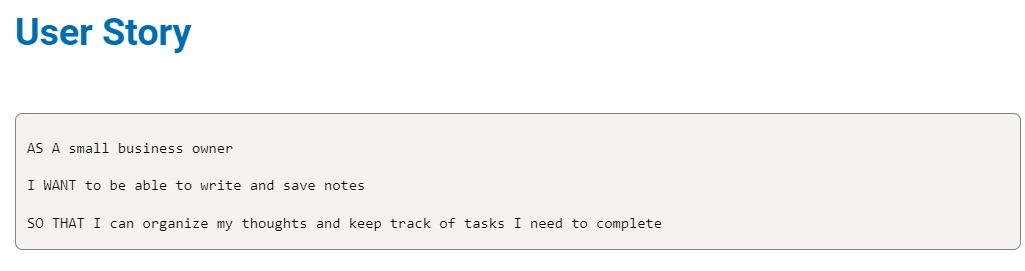 User Story
AS A small business owner
I WANT to be able to write and save notes
SO THAT I can organize my thoughts and keep track of tasks I need to complete